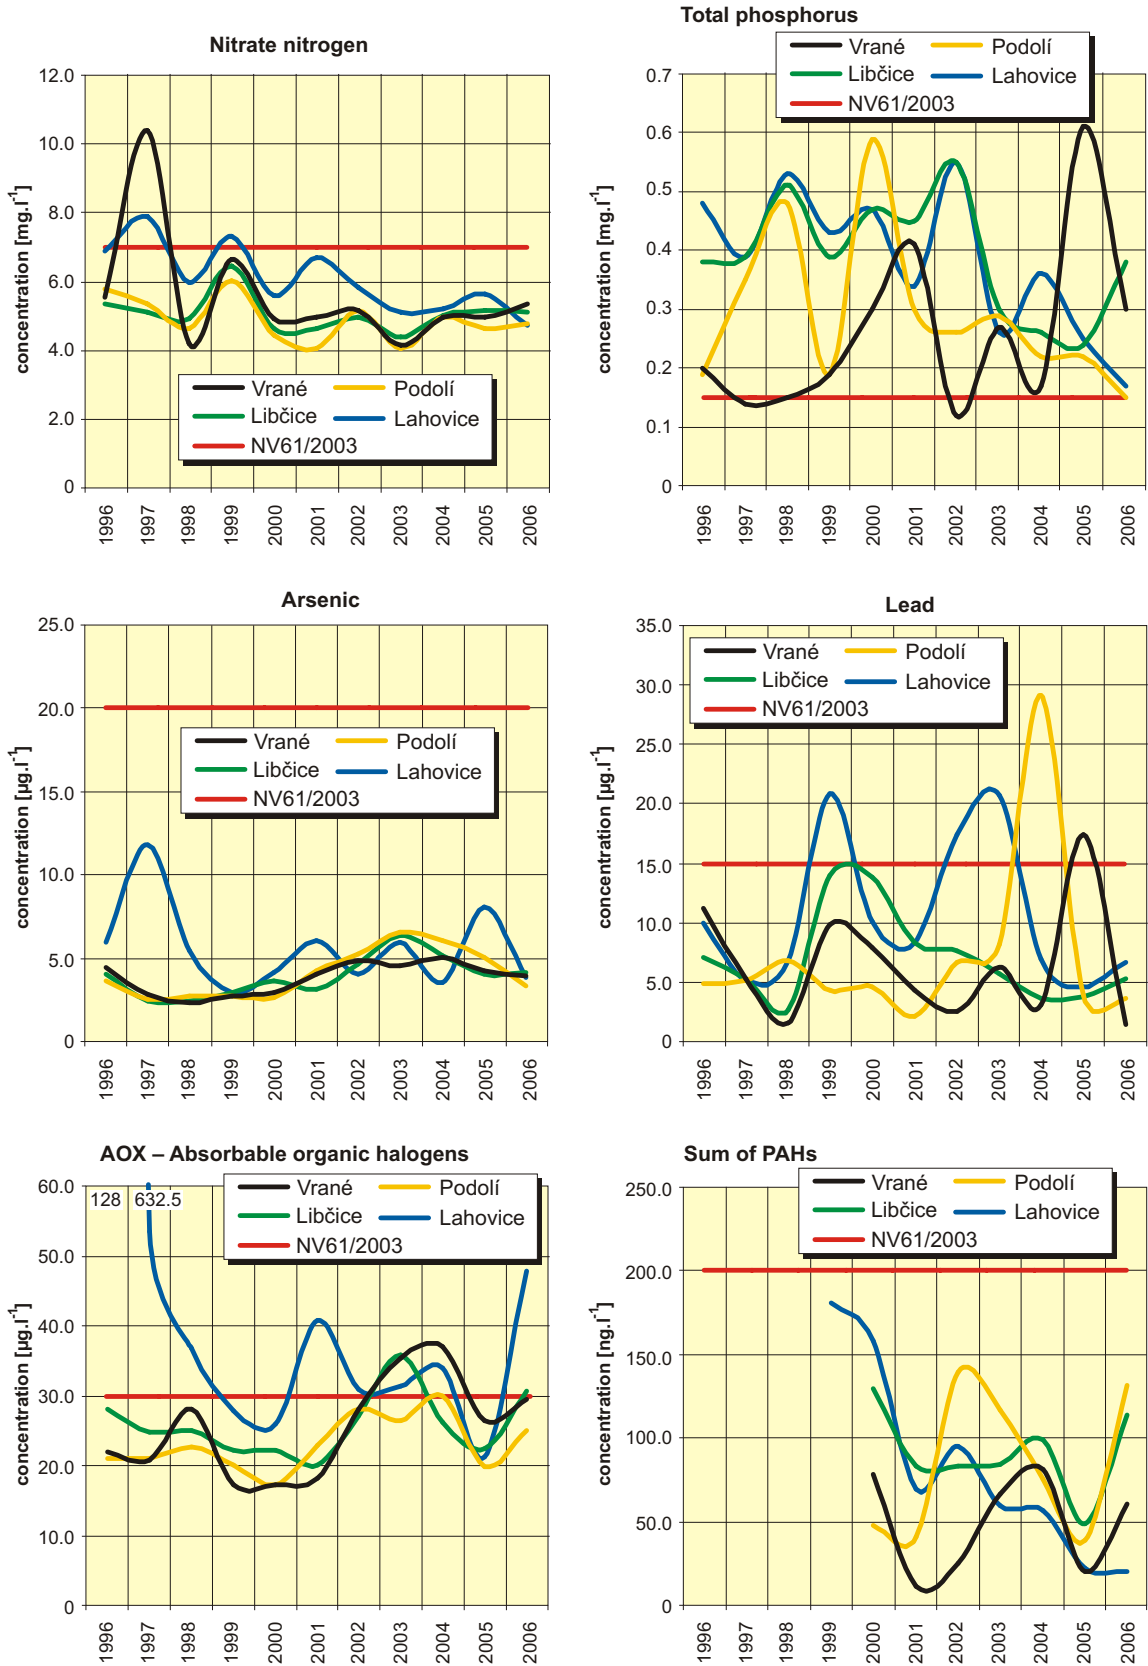 Nitrate nitrogen
concentration [mg.l⁻¹]
12.0
10.0
8.0
6.0
4.0
2.0
0
Vrané Podolí
Libčice Lahovice
NV61/2003
1996 1997 1998 1999 2000 2001 2002 2003 2004 2005 2006
Total phosphorus
Vrané Podolí
Libčice Lahovice
NV61/2003
concentration [mg.l⁻¹]
0.7
0.6
0.5
0.4
0.3
0.2
0.1
0
1996 1997 1998 1999 2000 2001 2002 2003 2004 2005 2006
Arsenic
concentration [µg.l⁻¹]
25.0
20.0
15.0
10.0
5.0
0
Vrané Podolí
Libčice Lahovice
NV61/2003
1996 1997 1998 1999 2000 2001 2002 2003 2004 2005 2006
Lead
concentration [µg.l⁻¹]
35.0
30.0
25.0
20.0
15.0
10.0
5.0
0
Vrané Podolí
Libčice Lahovice
NV61/2003
1996 1997 1998 1999 2000 2001 2002 2003 2004 2005 2006
AOX – Absorbable organic halogens
concentration [µg.l⁻¹]
60.0
50.0
40.0
30.0
20.0
10.0
0
128 632.5
Vrané Podolí
Libčice Lahovice
NV61/2003
1996 1997 1998 1999 2000 2001 2002 2003 2004 2005 2006
Sum of PAHs
Vrané Podolí
Libčice Lahovice
NV61/2003
concentration [ng.l⁻¹]
250.0
200.0
150.0
100.0
50.0
0
1996 1997 1998 1999 2000 2001 2002 2003 2004 2005 2006